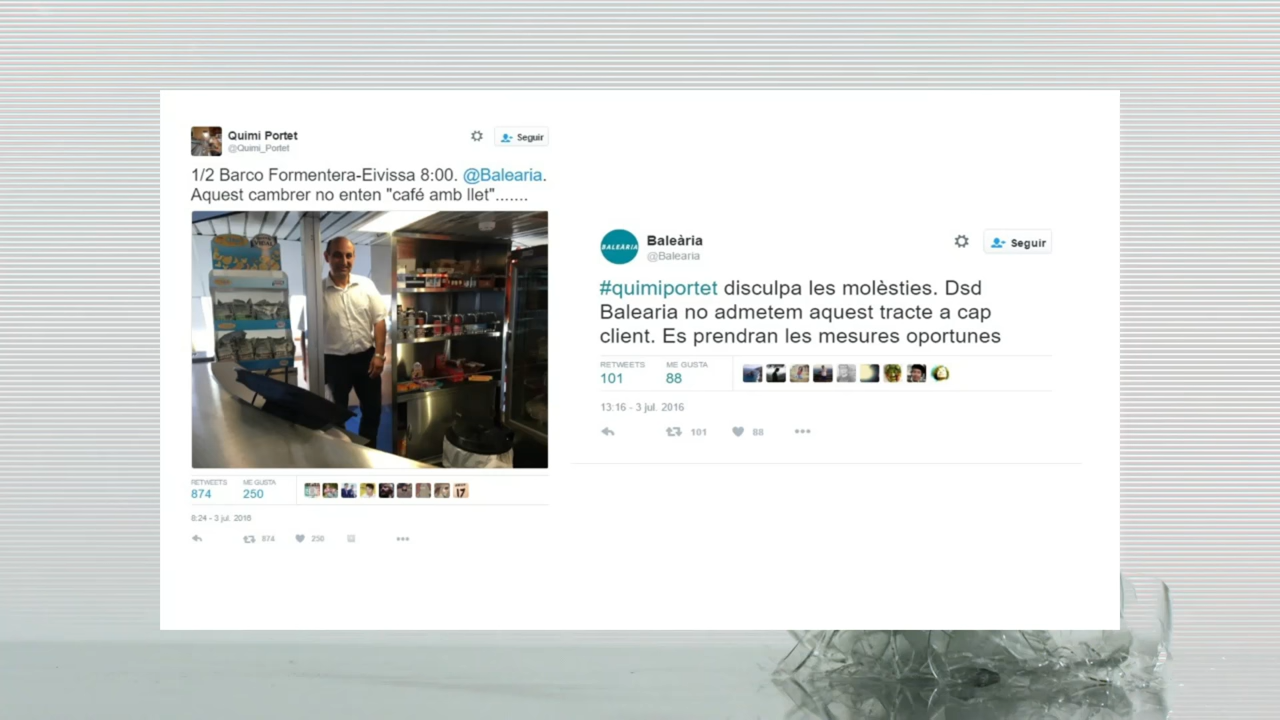 Quimi Portet
@Quimi_Portet
Seguir
1/2 Barco Formentera-Eivissa 8:00. @Balearia.
Aquest cambrer no enten "café amb llet".......
RETWEETS
874
ME GUSTA
250
17
8:24 - 3 jul. 2016
874
250
BALEÀRIA
Baleària
@Balearia
Seguir
#quimiportet disculpa les molèsties. Dsd
Balearia no admetem aquest tracte a cap
client. Es prendran les mesures oportunes
RETWEETS
101
ME GUSTA
88
13:16 - 3 jul. 2016
101
88